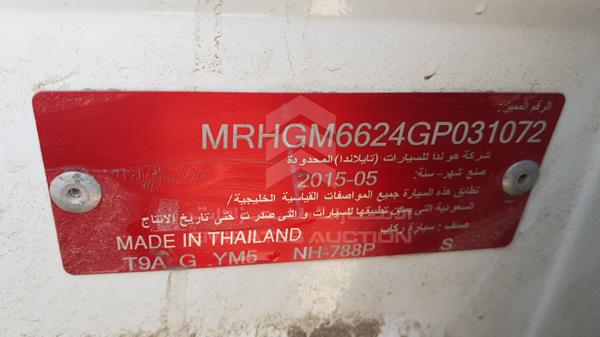 الرقم المميز:
MRHGM6624GP031072
شركة هوندا للسيارات (تايلاندا) المحدودة
صنع شهر-سنة: 2015-05
تطابق هذه السيارة جميع المواصفات القياسية الخليجية/
السعودية التي يمكن تطبيقها للسيارات و التي صدرت حتى تاريخ الانتاج
صنف: سيارة ركاب
MADE IN THAILAND
AUCTION
T9A G YM5 NH-788P S